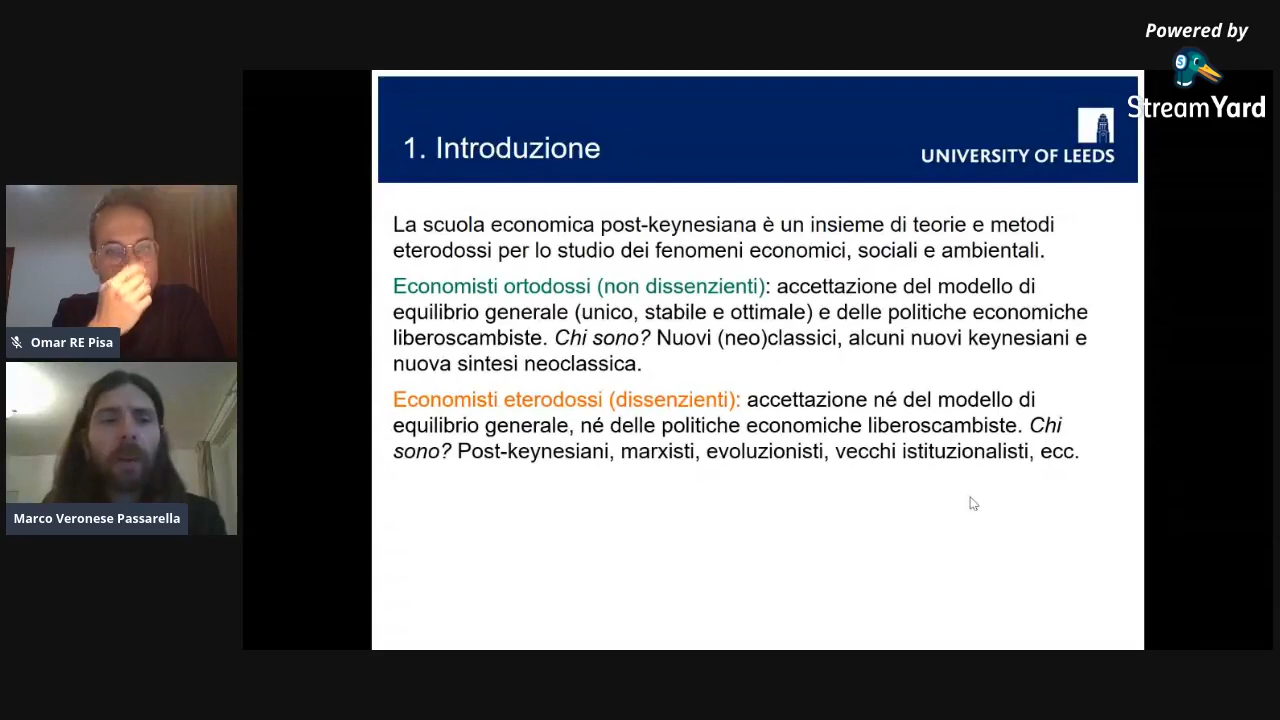 Powered by
StreamYard
1. Introduzione
UNIVERSITY OF LEEDS
La scuola economica post-keynesiana è un insieme di teorie e metodi
eterodossi per lo studio dei fenomeni economici, sociali e ambientali.
Economisti ortodossi (non dissenzienti): accettazione del modello di
equilibrio generale (unico, stabile e ottimale) e delle politiche economiche
liberoscambiste. Chi sono? Nuovi (neo)classici, alcuni nuovi keynesiani e
nuova sintesi neoclassica.
Economisti eterodossi (dissenzienti): accettazione né del modello di
equilibrio generale, né delle politiche economiche liberoscambiste. Chi
sono? Post-keynesiani, marxisti, evoluzionisti, vecchi istituzionalisti, ecc.
Omar RE Pisa
Marco Veronese Passarella